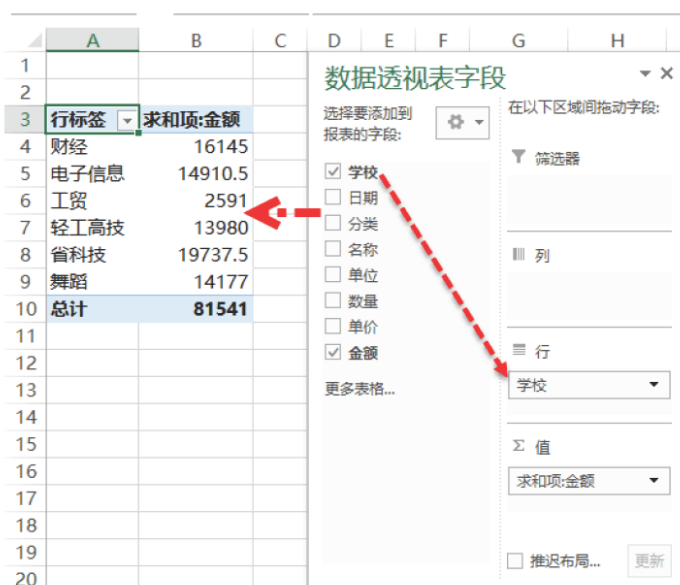 A B C D E F G H
1
2
3 行标签 求和项:金额
4 财经 16145
5 电子信息 14910.5
6 工贸 2591
7 轻工高技 13980
8 省科技 19737.5
9 舞蹈 14177
10 总计 81541
11
12
13
14
15
16
17
18
19
20
数据透视表字段
选择要添加到
报表的字段:
学校
日期
分类
名称
单位
数量
单价
金额
更多表格...
在以下区域间拖动字段:
筛选器
列
行
学校
Σ 值
求和项:金额
推迟布局...
更新